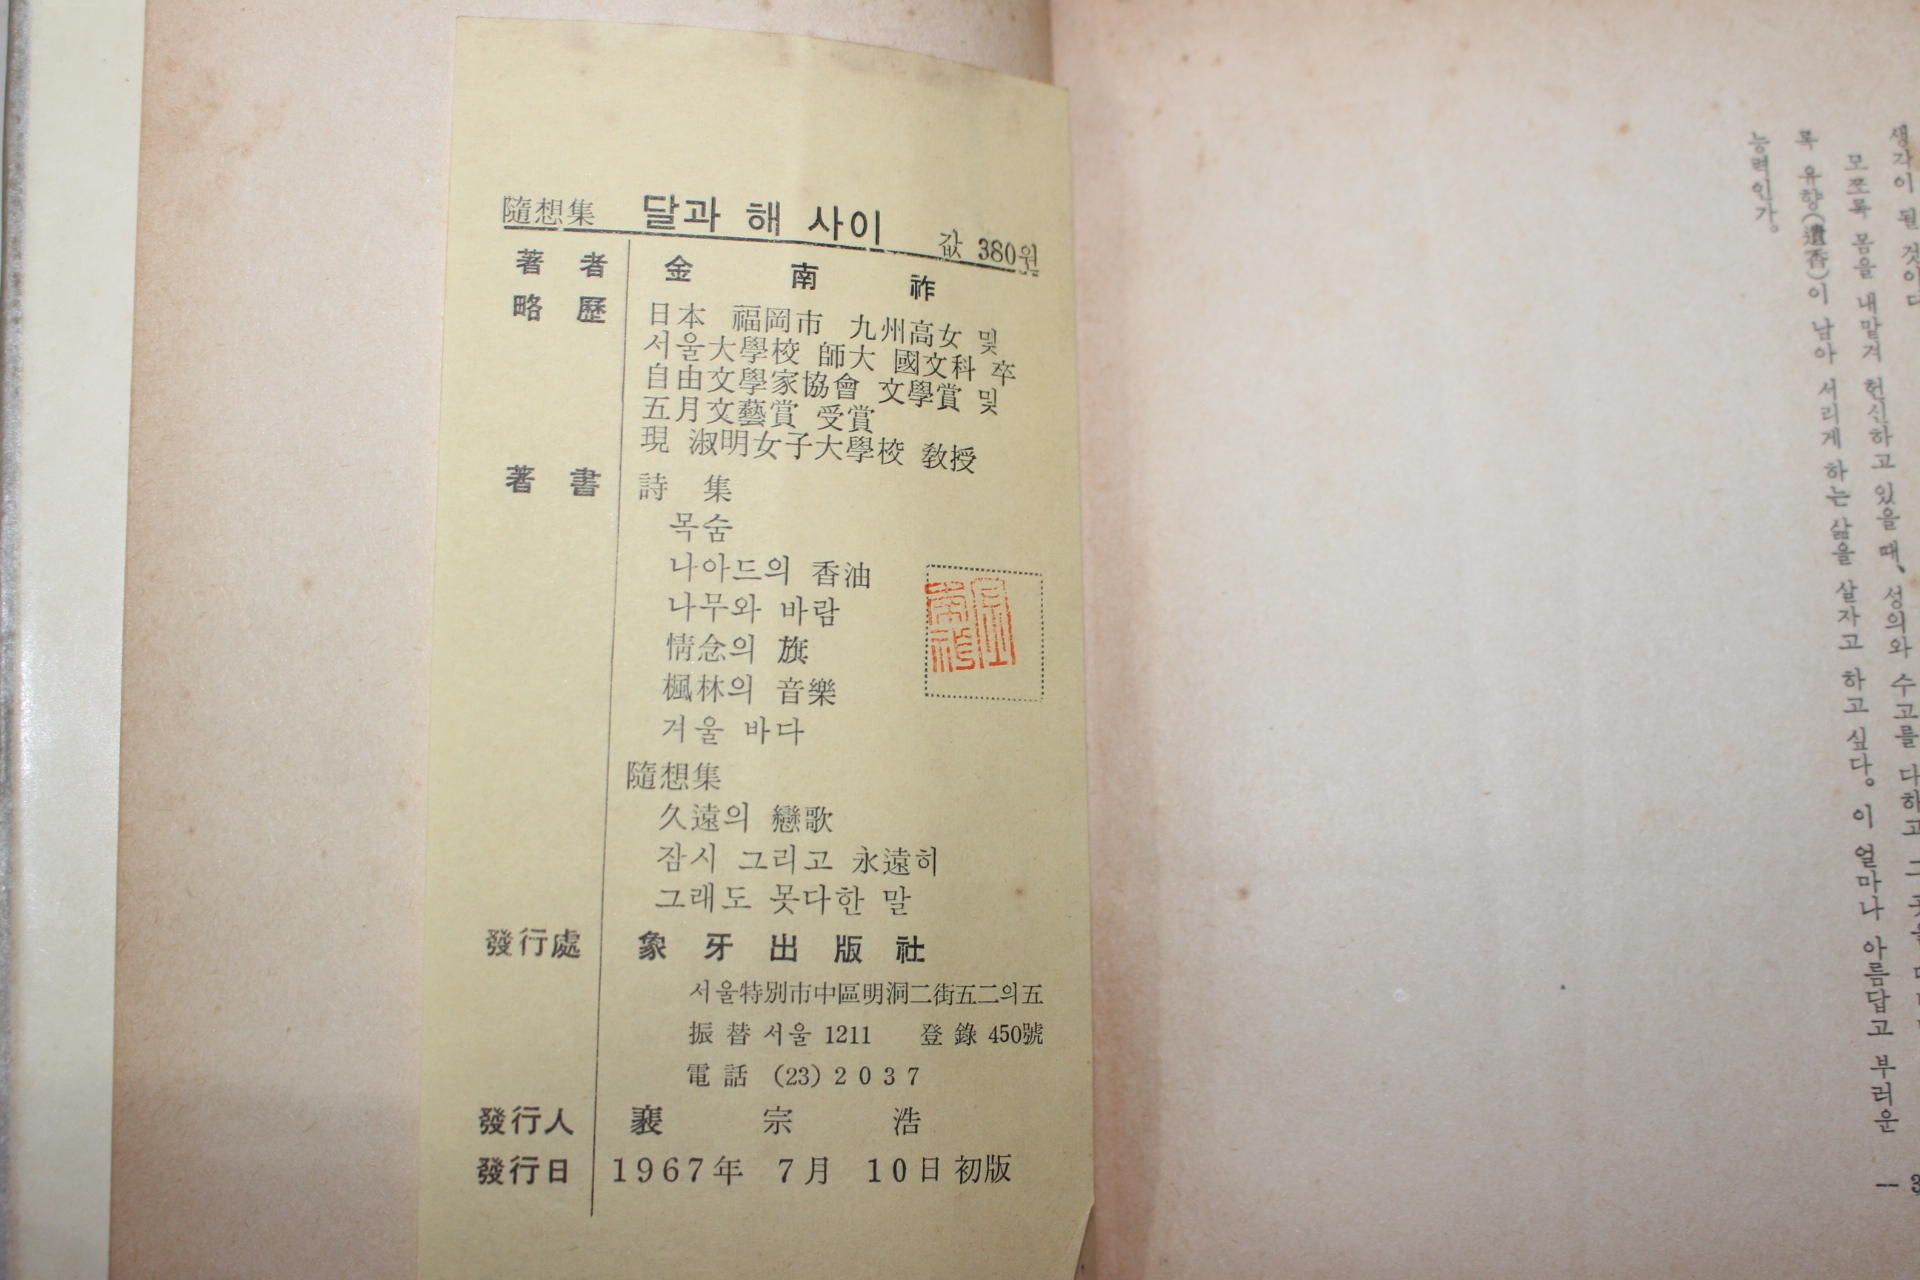 隨想集 달과 해 사이 값 380원
著者 金南祚
略歷 日本 福岡市 九州高女 및
서울大學校 師大 國文科 卒
自由文學家協會 文學賞 및
五月文藝賞 受賞
現 淑明女子大學校 敎授
著書 詩集
목숨
나아드의 香油
나무와 바람
情念의 旗
楓林의 音樂
겨울 바다
隨想集
久遠의 戀歌
잠시 그리고 永遠히
그래도 못다한 말
發行處 象牙出版社
서울特別市中區明洞二街五二의五
振替 서울 1211 登錄 450號
電話 (23) 2037
發行人 裵宗浩
發行日 1967年 7月 10日 初版
金南祚
생각이 될 것이다
모쪼록 몸을 내맡겨 헌신하고 있을 때, 성의와 수고를 다하고 그
록 유향(遺香)이 남아 서리게 하는 삶을 살자고 하고 싶다. 이 얼마나 아름답고 부러운
능력인가.